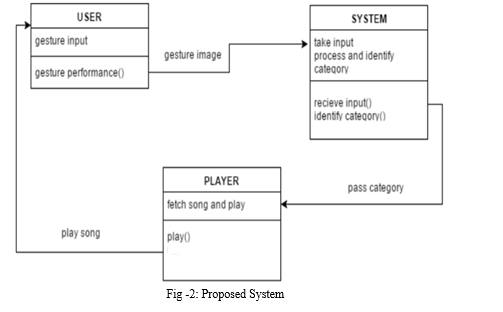 USER
gesture input
gesture performance()
gesture image
SYSTEM
take input
process and identify
category
recieve input()
identify category()
pass category
PLAYER
fetch song and play
play()
play song
Fig -2: Proposed System